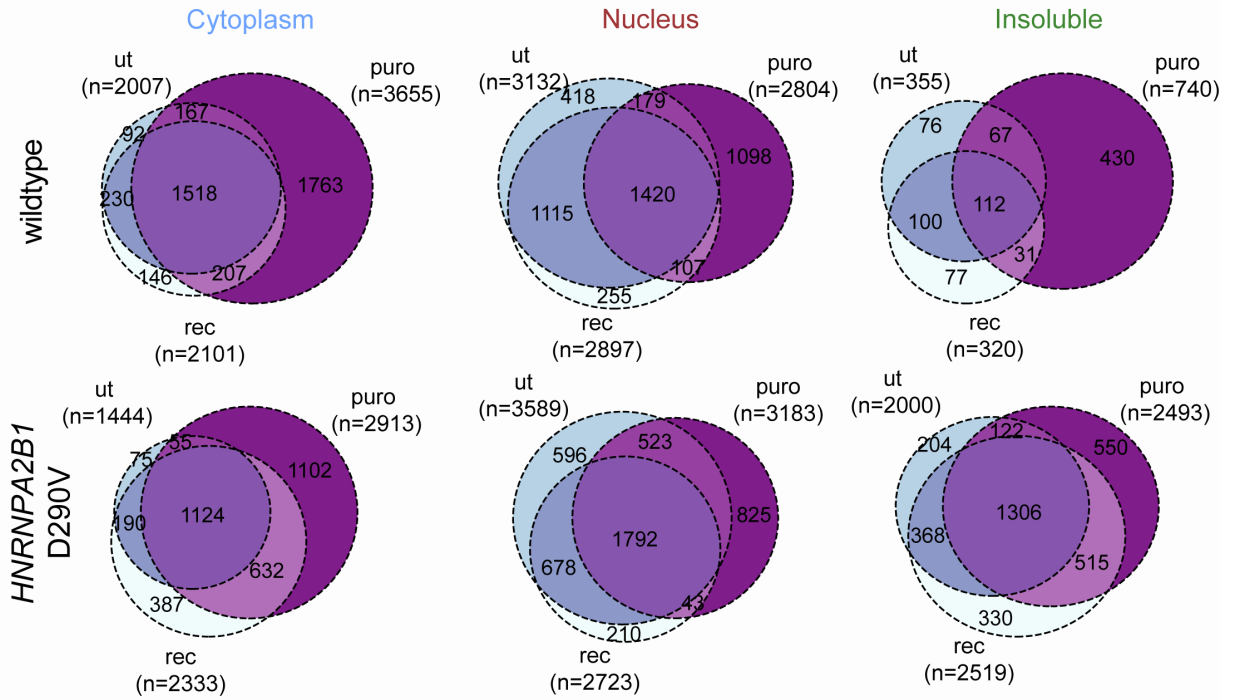 Cytoplasm
Nucleus
Insoluble
wildtype
ut
(n=2007)
puro
(n=3655)
167
92
1518
1763
230
207
146
rec
(n=2101)
ut
(n=3132)
puro
(n=2804)
418
179
1098
1420
1115
107
255
rec
(n=2897)
ut
(n=355)
puro
(n=740)
76
67
430
112
100
31
77
rec
(n=320)
HNRNPA2B1
D290V
ut
(n=1444)
puro
(n=2913)
55
75
1102
1124
190
632
387
rec
(n=2333)
ut
(n=3589)
puro
(n=3183)
596
523
825
1792
678
43
210
rec
(n=2723)
ut
(n=2000)
puro
(n=2493)
122
204
550
1306
368
515
330
rec
(n=2519)